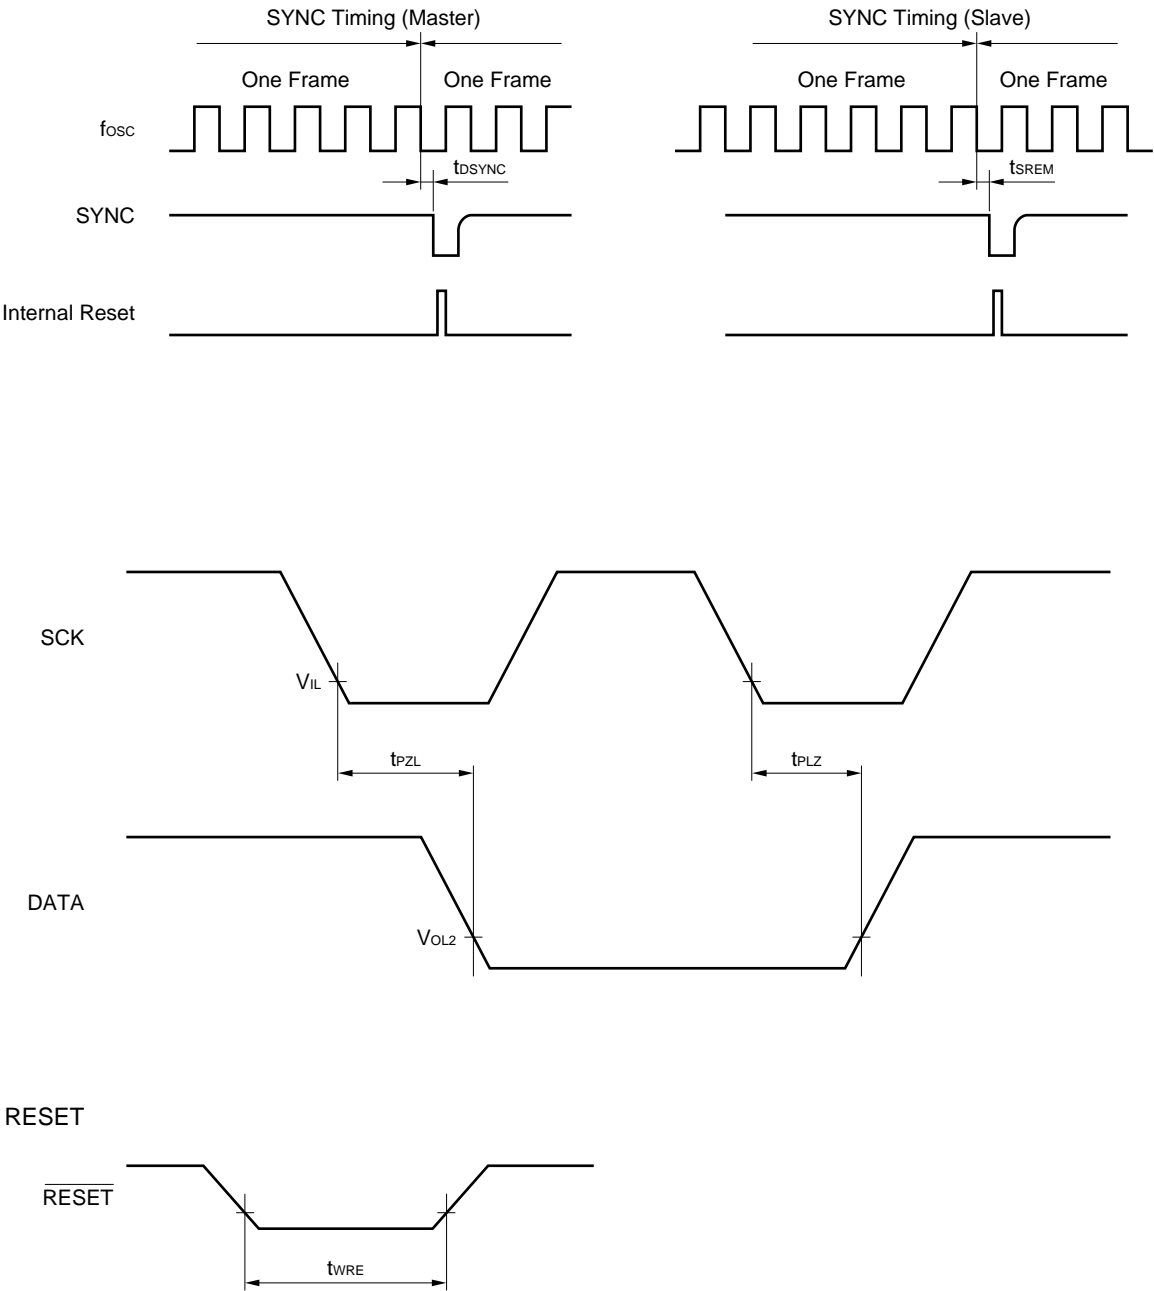 SYNC Timing (Master)
SYNC Timing (Slave)
One Frame
One Frame
One Frame
One Frame
fOSC
tDSYNC
tSREM
SYNC
Internal Reset
SCK
VIL
tPZL
tPLZ
DATA
VOL2
RESET
RESET
tWRE